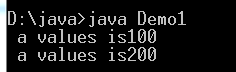 D:\java>java Demo1
a values is100
a values is200